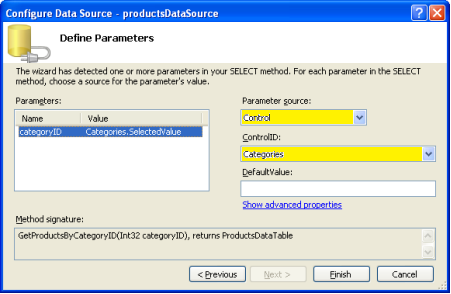 Configure Data Source - productsDataSource
Define Parameters
The wizard has detected one or more parameters in your SELECT method. For each parameter in the SELECT
method, choose a source for the parameter's value.
Parameters:
Name Value
categoryID Categories.SelectedValue
Parameter source:
Control
ControlID:
Categories
DefaultValue:
Show advanced properties
Method signature:
GetProductsByCategoryID(Int32 categoryID), returns ProductsDataTable
< Previous Next > Finish Cancel